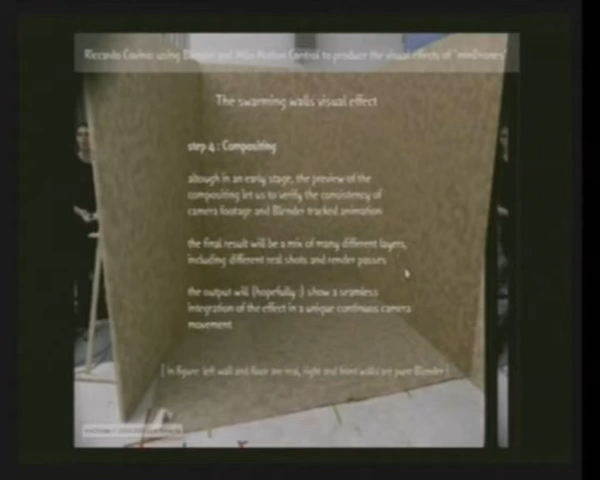 Riccardo Covino: using Blender and Milo Motion Control to produce the visual effects of "minDrones"
The swarming walls visual effect
step 4 : Compositing
altough in an early stage, the preview of the
compositing let us to verify the consistency of
camera footage and Blender tracked animation
the final result will be a mix of many different layers,
including different real shots and render passes
the output will (hopefully :) show a seamless
integration of the effect in a unique continuous camera
movement
[ in figure: left wall and floor are real, right and front walls are pure Blender ]